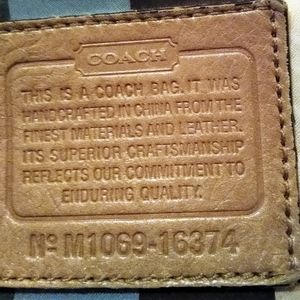 COACH
THIS IS A COACH BAG. IT WAS
HANDCRAFTED IN CHINA FROM THE
FINEST MATERIALS AND LEATHER.
ITS SUPERIOR CRAFTSMANSHIP
REFLECTS OUR COMMITMENT TO
ENDURING QUALITY.
Nº M1069-16374